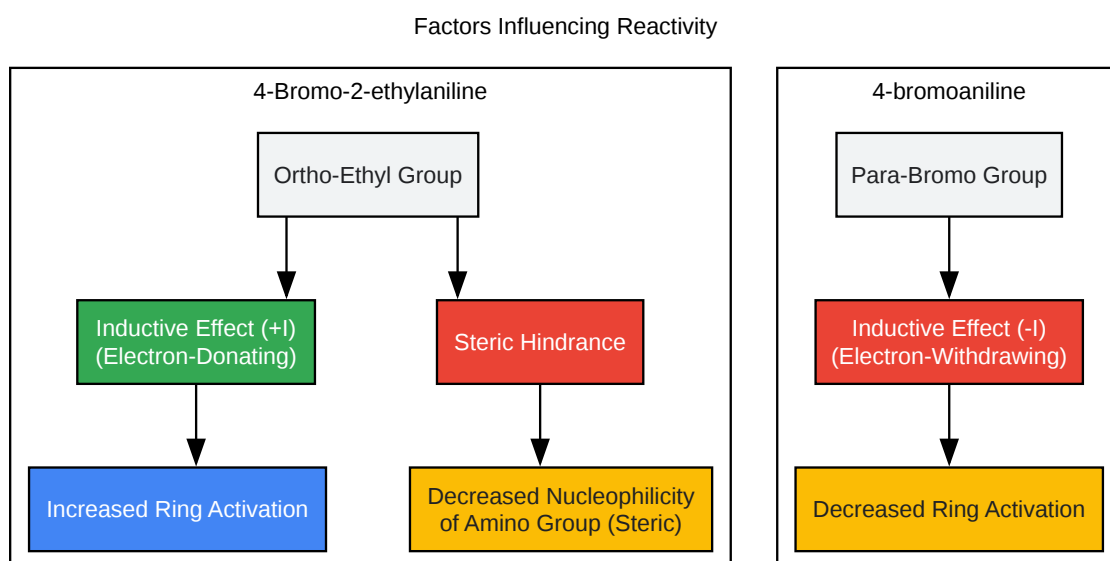 Factors Influencing Reactivity
4-Bromo-2-ethylaniline
Ortho-Ethyl Group
Inductive Effect (+I)
(Electron-Donating)
Steric Hindrance
Increased Ring Activation
Decreased Nucleophilicity
of Amino Group (Steric)
4-bromoaniline
Para-Bromo Group
Inductive Effect (-I)
(Electron-Withdrawing)
Decreased Ring Activation